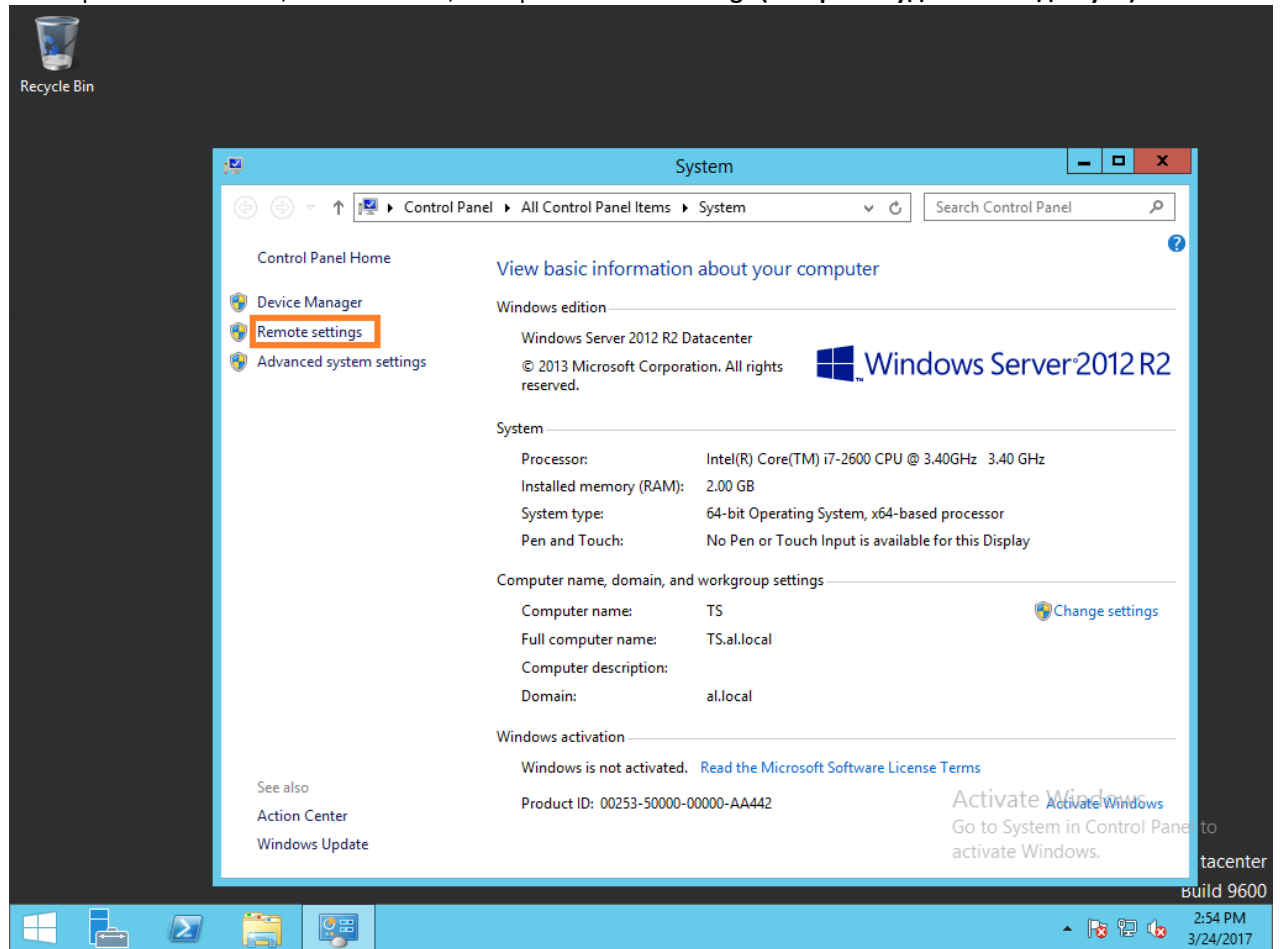 Recycle Bin
System
Control Panel ▸ All Control Panel Items ▸ System
Search Control Panel
Control Panel Home
Device Manager
Remote settings
Advanced system settings
View basic information about your computer
Windows edition
Windows Server 2012 R2 Datacenter
© 2013 Microsoft Corporation. All rights
reserved.
Windows Server 2012 R2
System
Processor: Intel(R) Core(TM) i7-2600 CPU @ 3.40GHz 3.40 GHz
Installed memory (RAM): 2.00 GB
System type: 64-bit Operating System, x64-based processor
Pen and Touch: No Pen or Touch Input is available for this Display
Computer name, domain, and workgroup settings
Computer name: TS
Change settings
Full computer name: TS.al.local
Computer description:
Domain: al.local
Windows activation
Windows is not activated. Read the Microsoft Software License Terms
Product ID: 00253-50000-00000-AA442
Activate Windows
See also
Action Center
Windows Update
Activate Windows
Go to System in Control Panel to
activate Windows.
tacenter
Build 9600
2:54 PM
3/24/2017